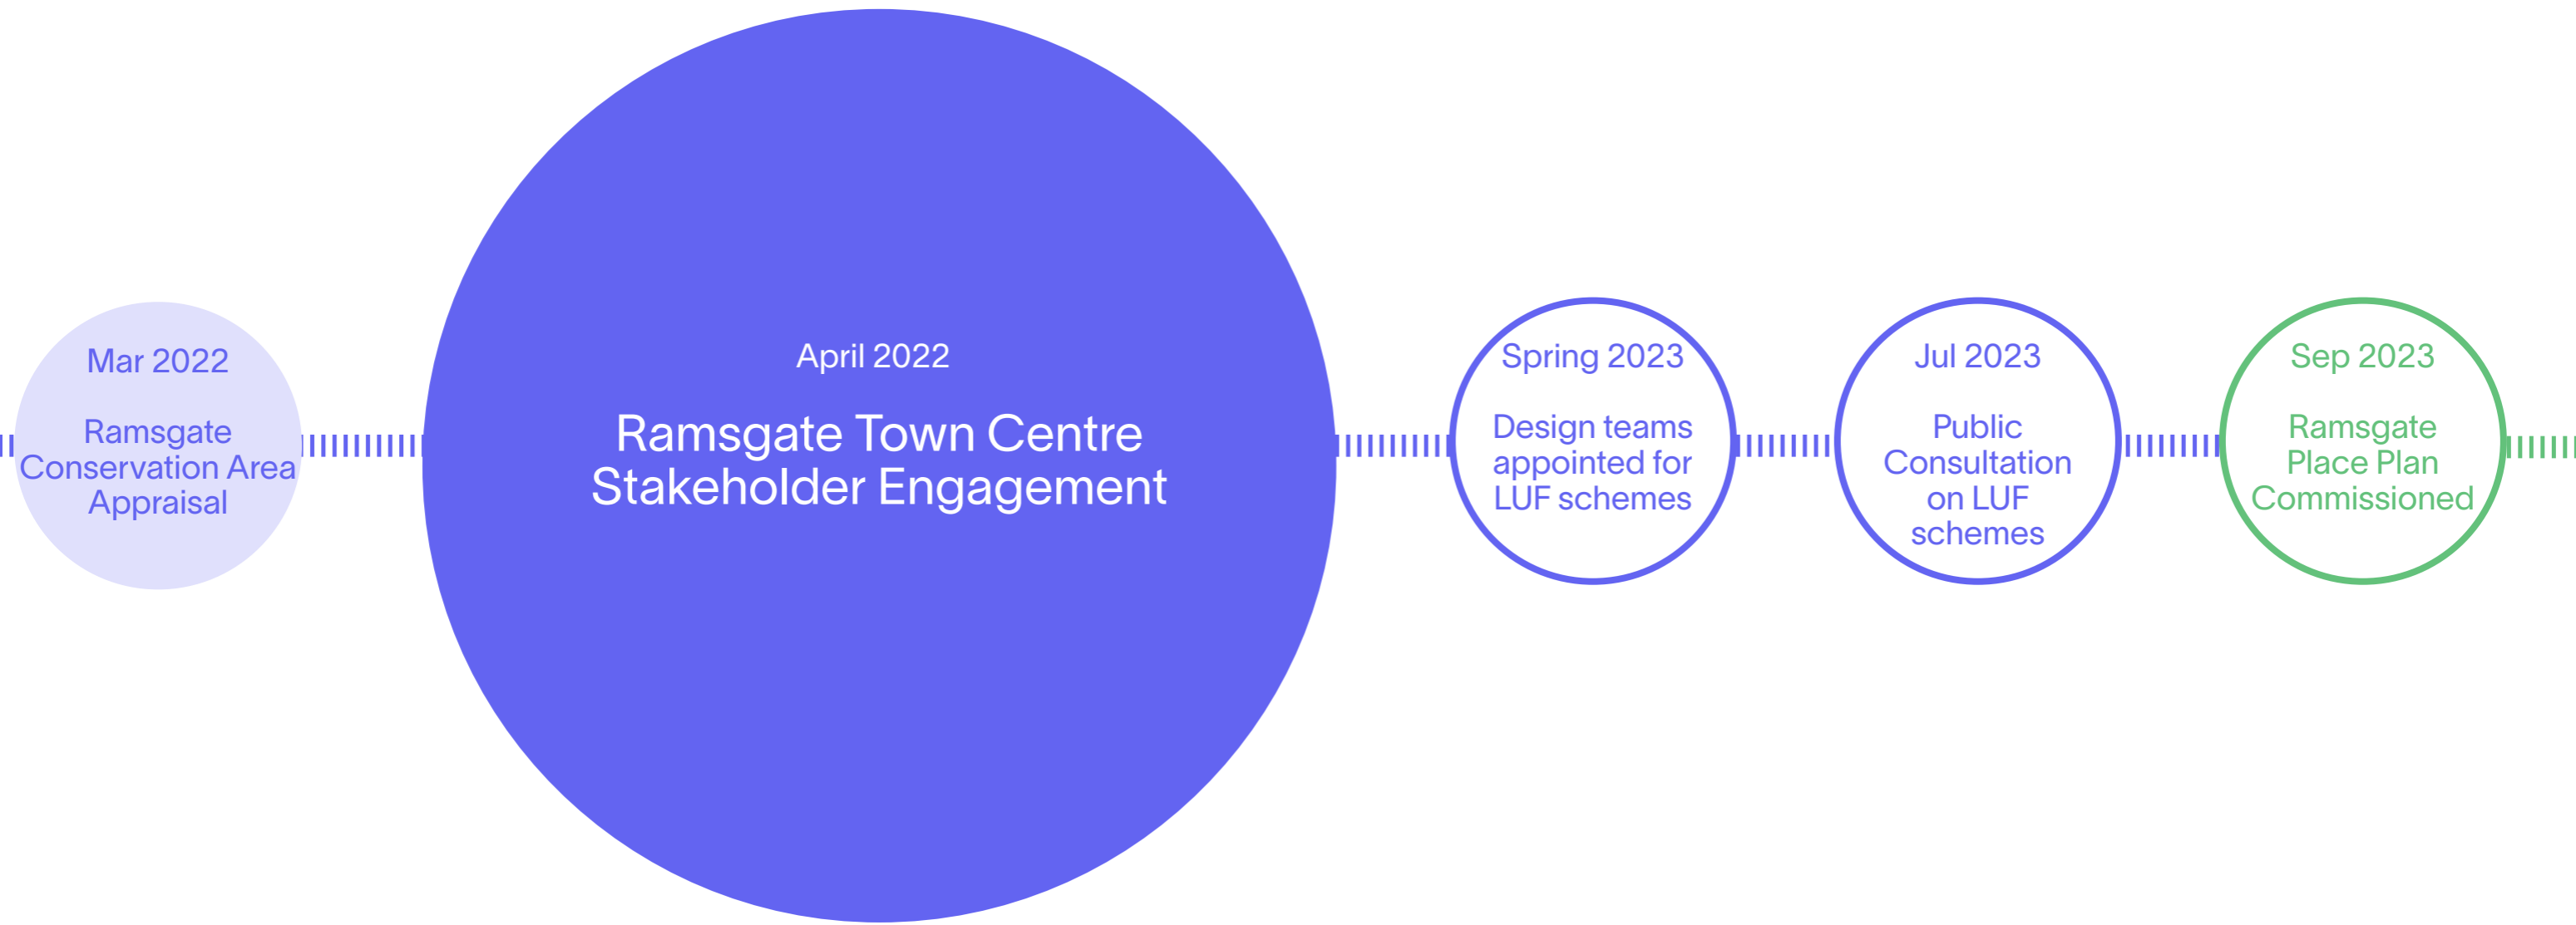 Mar 2022
Ramsgate
Conservation Area
Appraisal
April 2022
Ramsgate Town Centre
Stakeholder Engagement
Spring 2023
Design teams
appointed for
LUF schemes
Jul 2023
Public
Consultation
on LUF
schemes
Sep 2023
Ramsgate
Place Plan
Commissioned